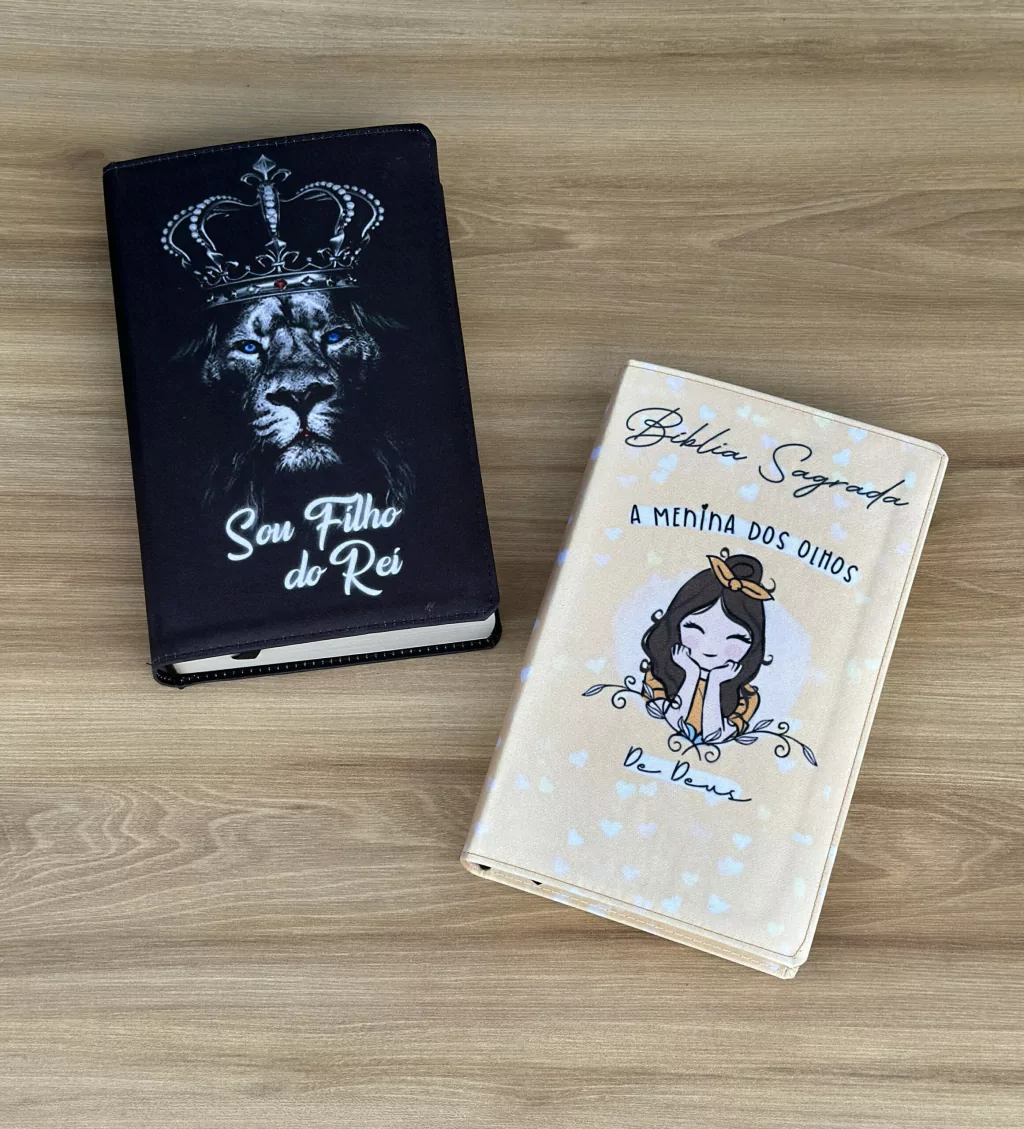 Sou Filho
do Rei
Bíblia Sagrada
A MENINA DOS OLHOS
De Deus